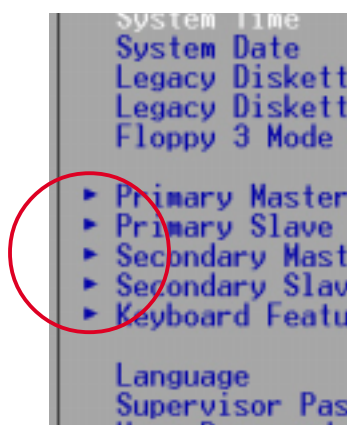 System Time
System Date
Legacy Diskett
Legacy Diskett
Floppy 3 Mode
Primary Master
Primary Slave
Secondary Mast
Secondary Slav
Keyboard Featu
Language
Supervisor Pas